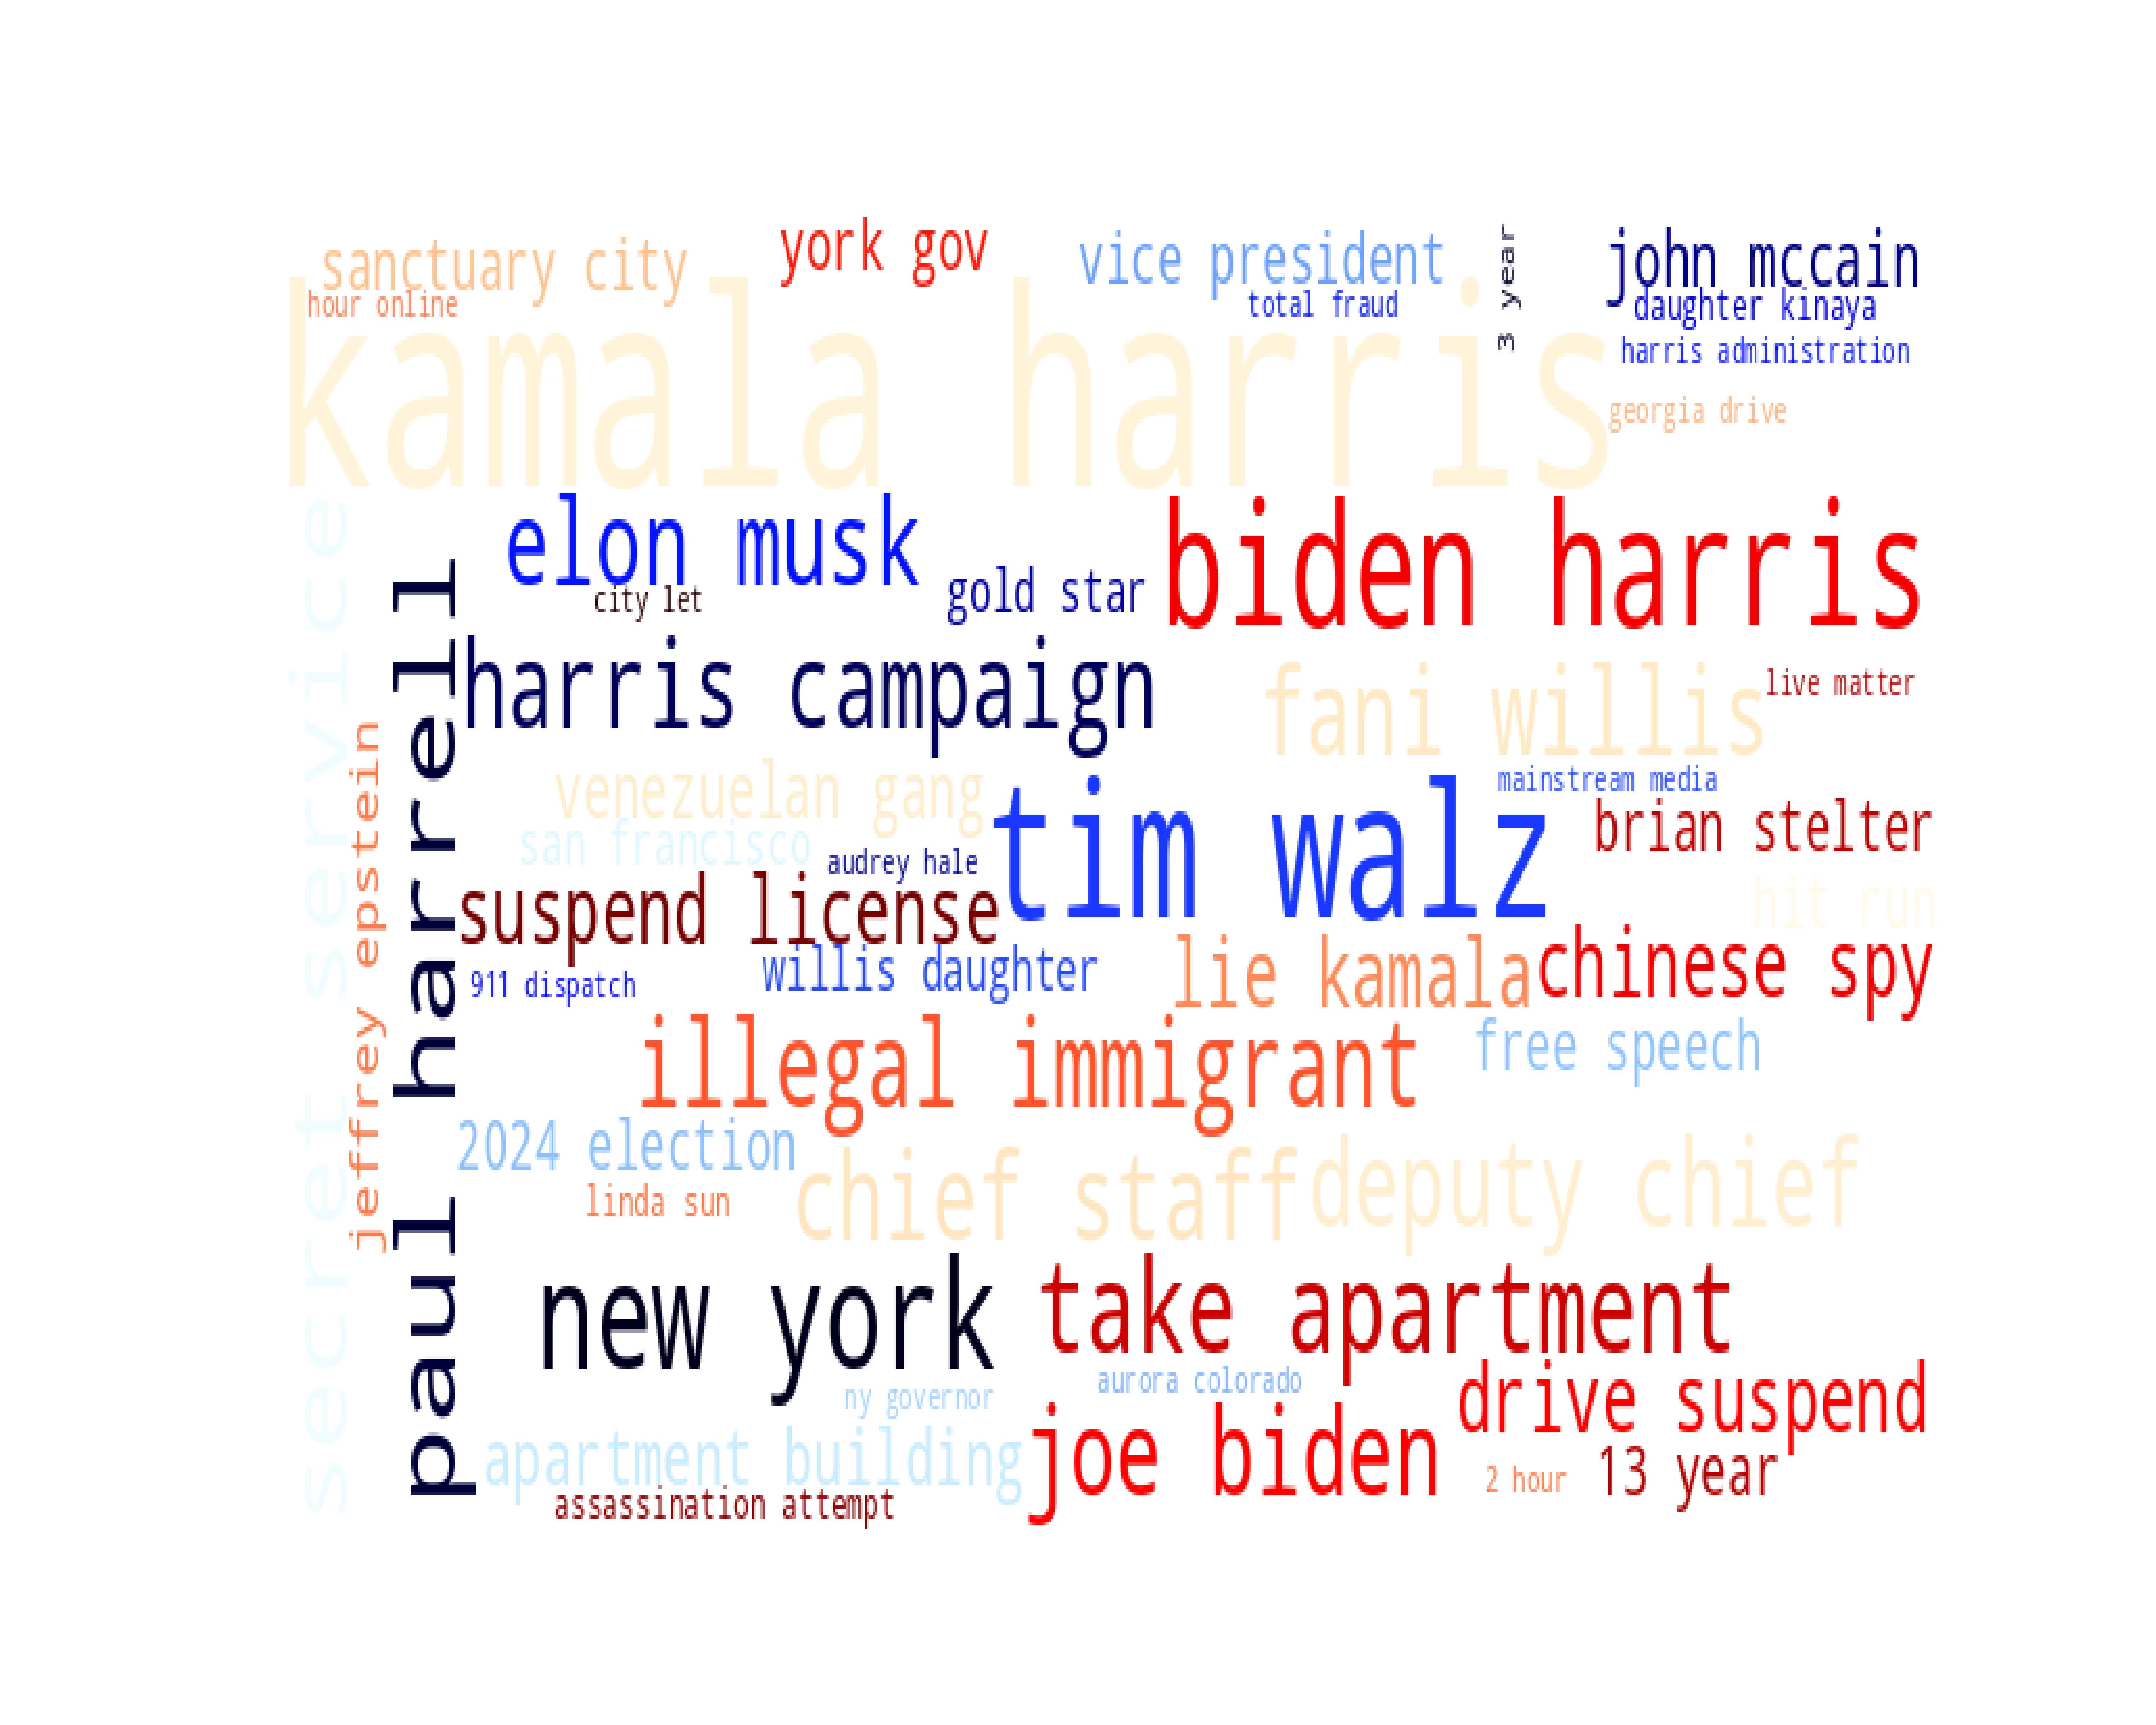 sanctuary city
york gov
vice president
3 year
john mccain
hour online
total fraud
daughter kinaya
harris administration
kamala harris
georgia drive
secret service
jeffrey epstein
paul harrell
elon musk
city let
gold star
biden harris
harris campaign
fani willis
live matter
venezuelan gang
mainstream media
tim walz
brian stelter
san francisco
audrey hale
hit run
suspend license
willis daughter
911 dispatch
lie kamala
chinese spy
illegal immigrant
free speech
2024 election
linda sun
chief staff
deputy chief
new york
take apartment
ny governor
aurora colorado
drive suspend
apartment building
joe biden
2 hour
13 year
assassination attempt